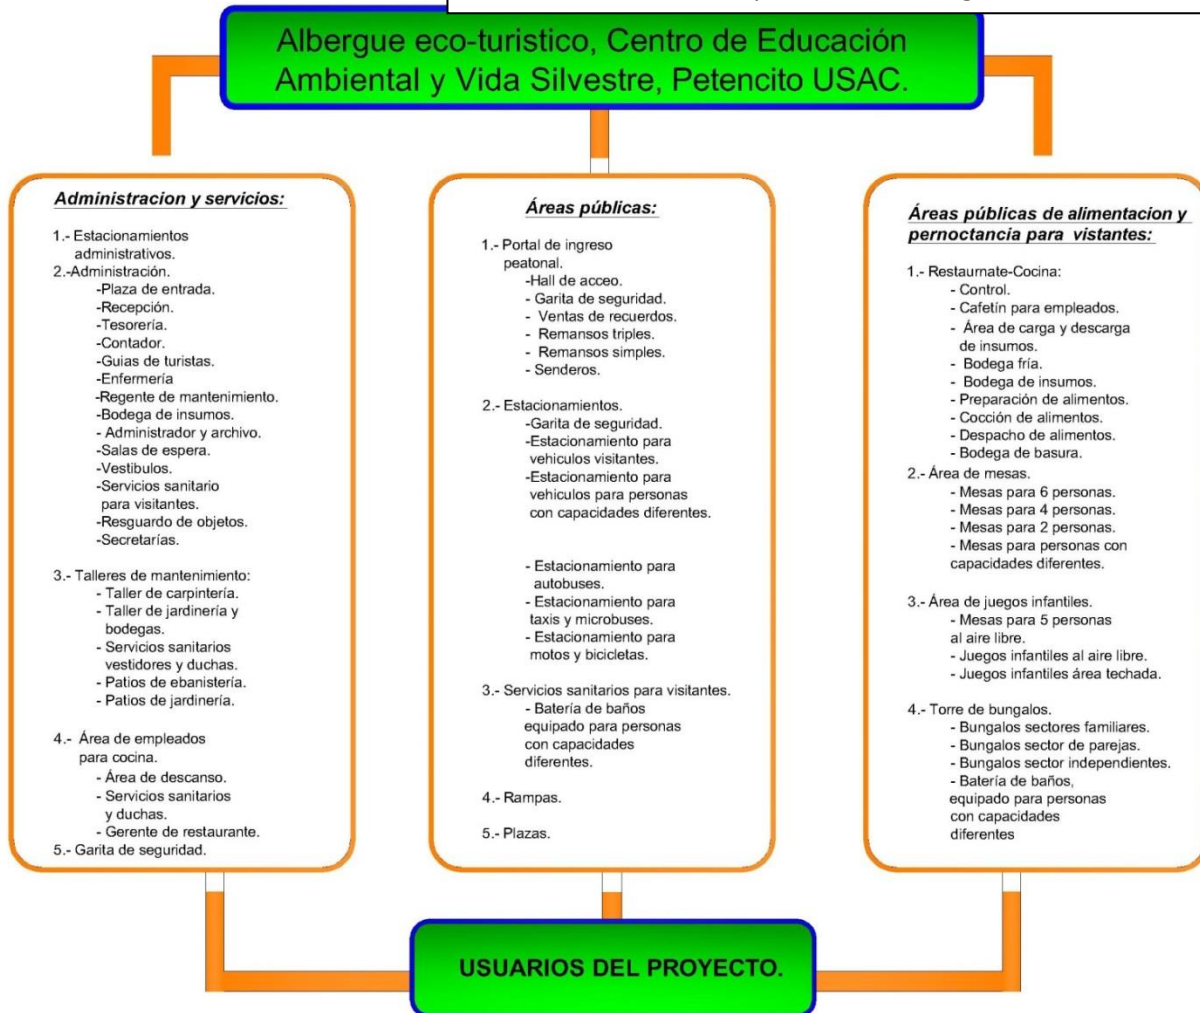 Albergue eco-turistico, Centro de Educación
Ambiental y Vida Silvestre, Petencito USAC.
Administracion y servicios:
1.- Estacionamientos
administrativos.
2.-Administración.
-Plaza de entrada.
-Recepción.
-Tesorería.
-Contador.
-Guias de turistas.
-Enfermería
-Regente de mantenimiento.
-Bodega de insumos.
- Administrador y archivo.
-Salas de espera.
-Vestibulos.
-Servicios sanitario
para visitantes.
-Resguardo de objetos.
-Secretarías.
3.- Talleres de mantenimiento:
- Taller de carpintería.
- Taller de jardinería y
bodegas.
- Servicios sanitarios
vestidores y duchas.
- Patios de ebanistería.
- Patios de jardinería.
4.- Área de empleados
para cocina.
- Área de descanso.
- Servicios sanitarios
y duchas.
- Gerente de restaurante.
5.- Garita de seguridad.
Áreas públicas:
1.- Portal de ingreso
peatonal.
-Hall de acceo.
- Garita de seguridad.
- Ventas de recuerdos.
- Remansos triples.
- Remansos simples.
- Senderos.
2.- Estacionamientos.
-Garita de seguridad.
-Estacionamiento para
vehiculos visitantes.
-Estacionamiento para
vehiculos para personas
con capacidades diferentes.
- Estacionamiento para
autobuses.
- Estacionamiento para
taxis y microbuses.
- Estacionamiento para
motos y bicicletas.
3.- Servicios sanitarios para visitantes.
- Batería de baños
equipado para personas
con capacidades
diferentes.
4.- Rampas.
5.- Plazas.
Áreas públicas de alimentacion y
pernoctancia para vistantes:
1.- Restaurnate-Cocina:
- Control.
- Cafetín para empleados.
- Área de carga y descarga
de insumos.
- Bodega fría.
- Bodega de insumos.
- Preparación de alimentos.
- Cocción de alimentos.
- Despacho de alimentos.
- Bodega de basura.
2.- Área de mesas.
- Mesas para 6 personas.
- Mesas para 4 personas.
- Mesas para 2 personas.
- Mesas para personas con
capacidades diferentes.
3.- Área de juegos infantiles.
- Mesas para 5 personas
al aire libre.
- Juegos infantiles al aire libre.
- Juegos infantiles área techada.
4.- Torre de bungalos.
- Bungalos sectores familiares.
- Bungalos sector de parejas.
- Bungalos sector independientes.
- Batería de baños,
equipado para personas
con capacidades
diferentes
USUARIOS DEL PROYECTO.